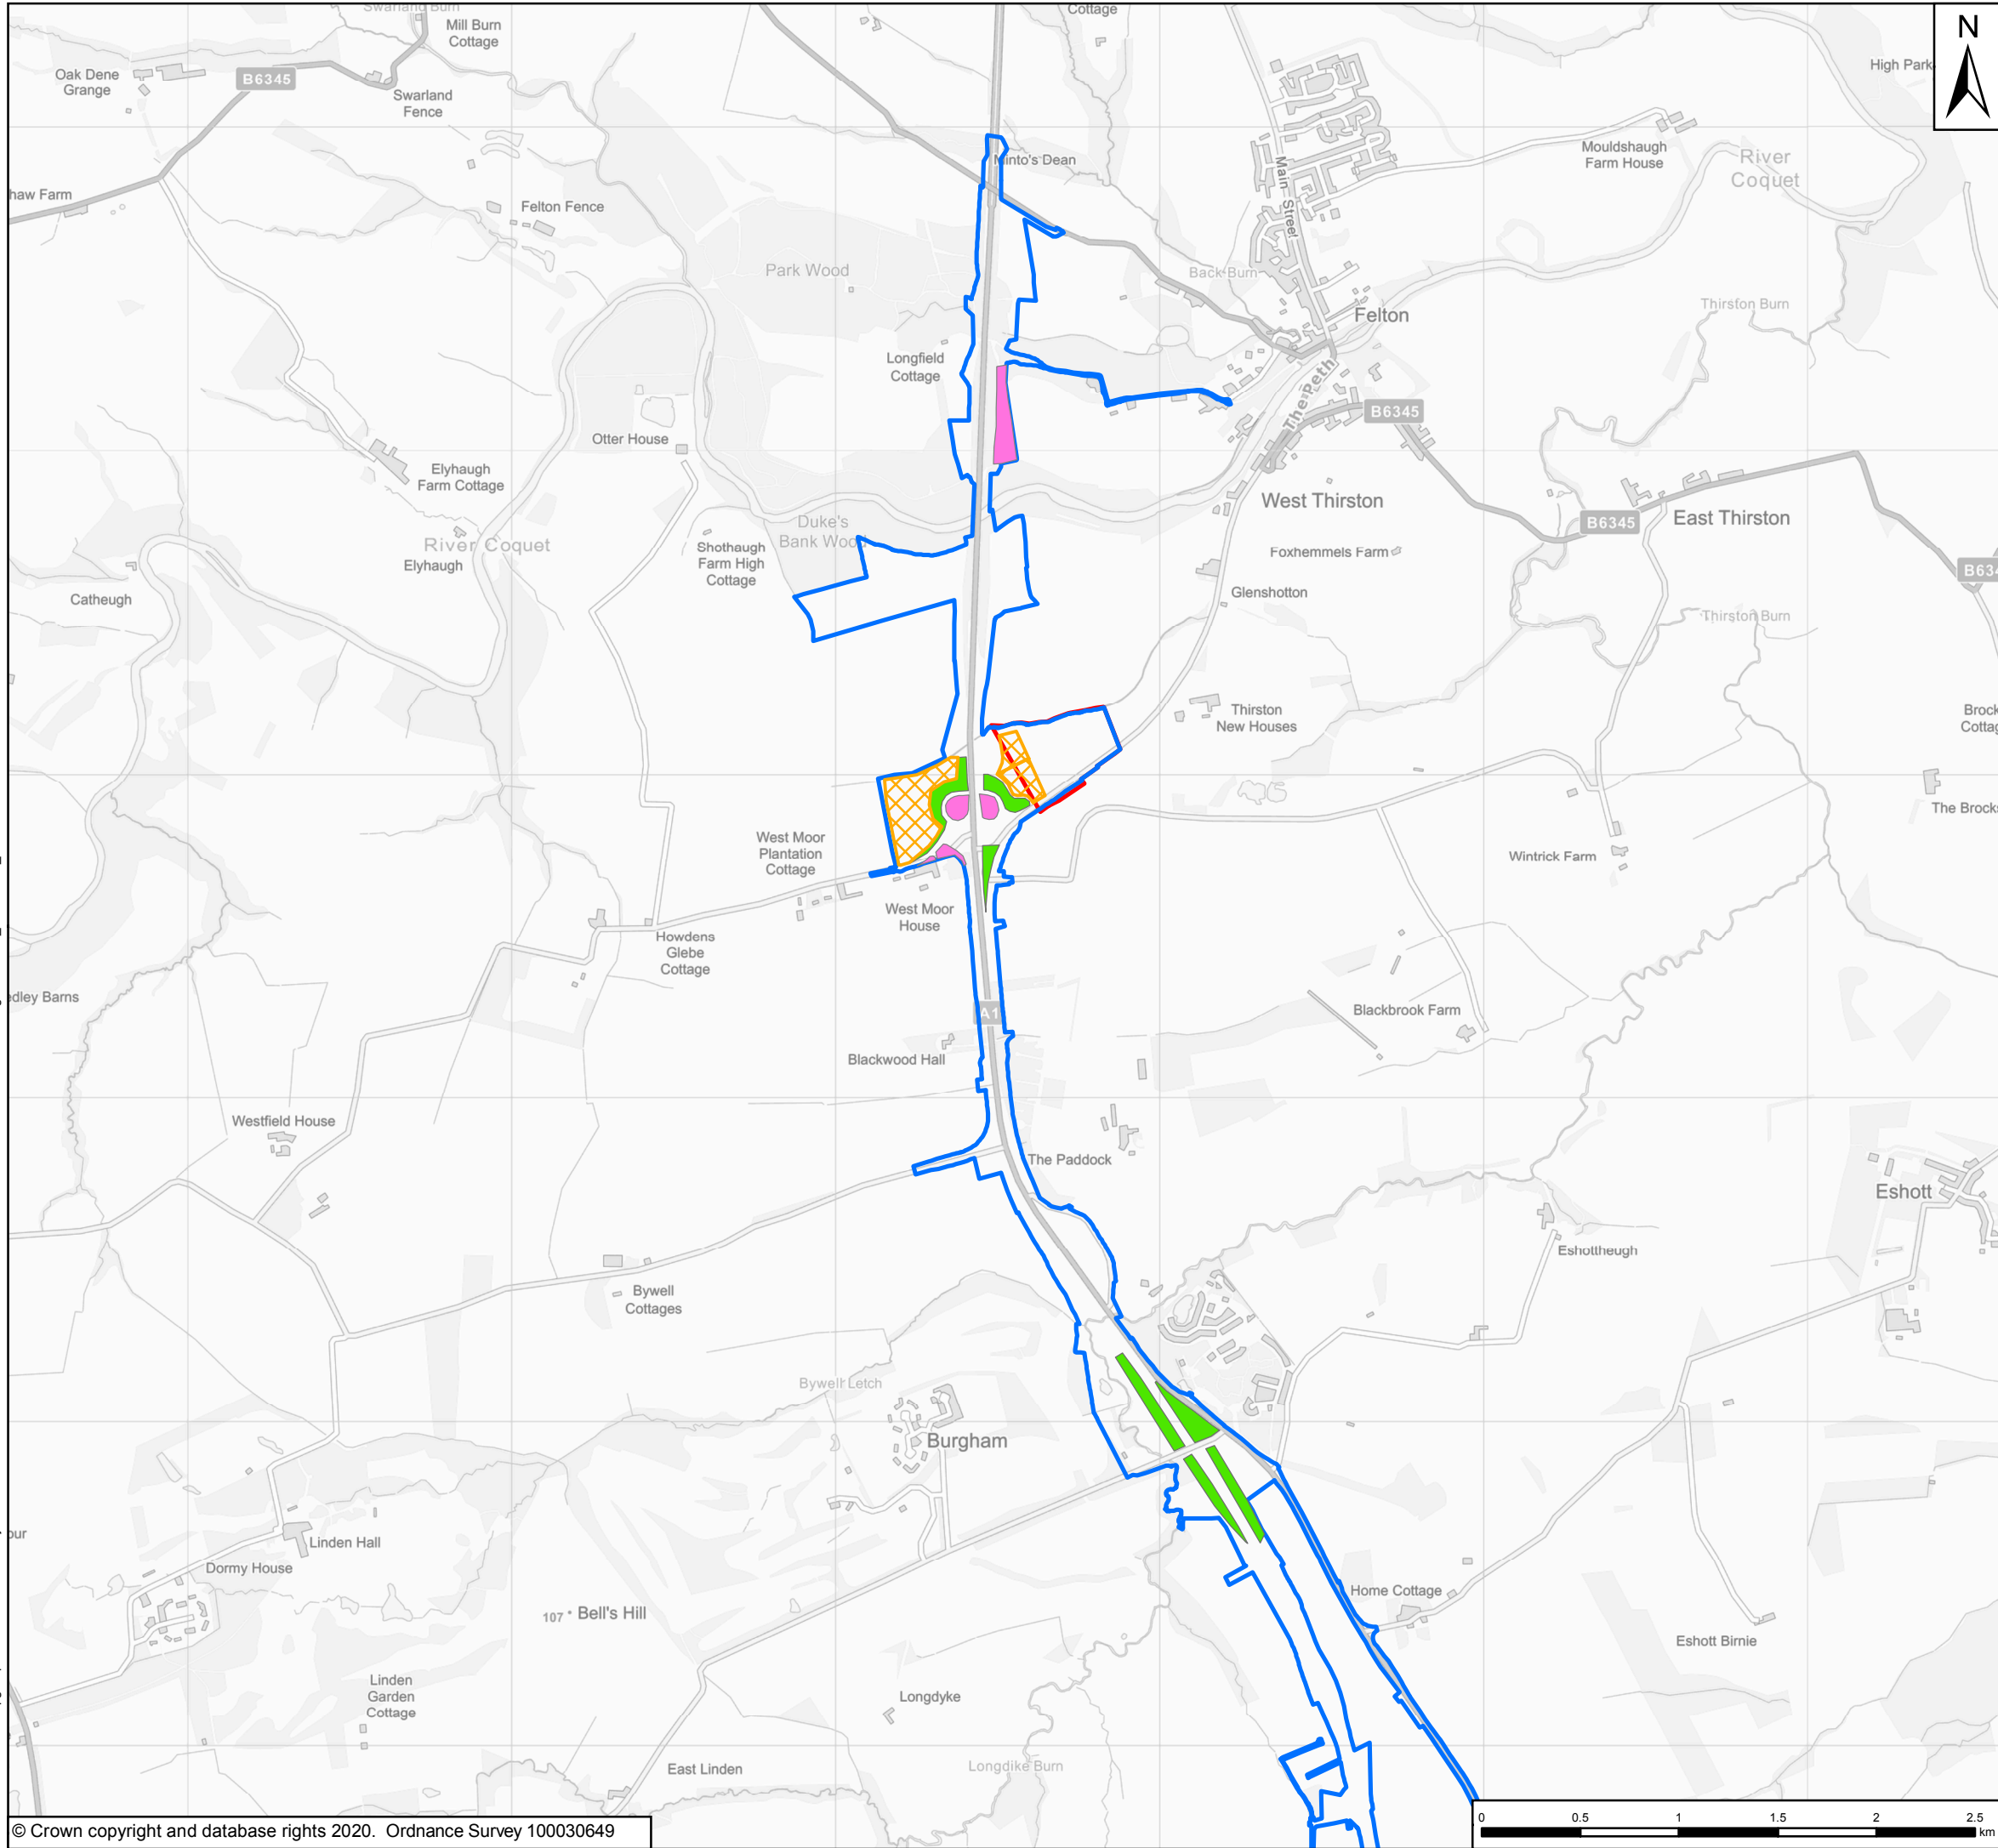 Swarland Burn
Mill Burn
Cottage
Cottage
N
Oak Dene
Grange
B6345
Swarland
Fence
High Park
Minto's Dean
Main Street
Mouldshaugh
Farm House
River
Coquet
haw Farm
Felton Fence
Park Wood
Back Burn
Thirston Burn
Felton
Longfield
Cottage
The Peth
B6345
Otter House
Elyhaugh
Farm Cottage
West Thirston
East Thirston
B6345
Duke's
Bank Wood
River Coquet
Elyhaugh
Shothaugh
Farm High
Cottage
Foxhemmels Farm
Catheugh
Glenshotton
Thirston Burn
Thirston
New Houses
Brock
Cottag
The Brocks
West Moor
Plantation
Cottage
Wintrick Farm
West Moor
House
Howdens
Glebe
Cottage
edley Barns
A1
Blackbrook Farm
Blackwood Hall
Westfield House
The Paddock
Eshott
Eshottheugh
Bywell
Cottages
Bywell Letch
Burgham
our
Linden Hall
Dormy House
Home Cottage
107 Bell's Hill
Eshott Birnie
Linden
Garden
Cottage
Longdyke
East Linden
Longdike Burn
© Crown copyright and database rights 2020. Ordnance Survey 100030649
0 0.5 1 1.5 2 2.5
km